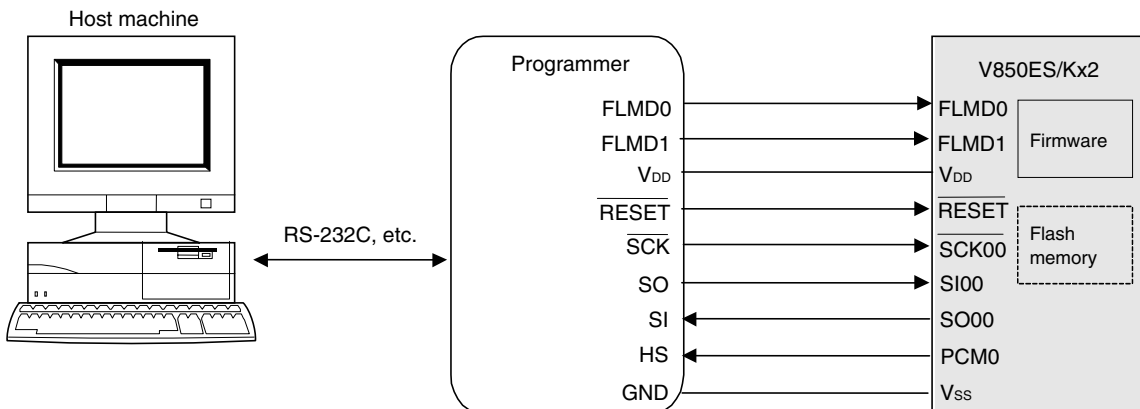 Host machine
RS-232C, etc.
Programmer
FLMD0
FLMD1
VDD
RESET
SCK
SO
SI
HS
GND
V850ES/Kx2
FLMD0
FLMD1
VDD
RESET
SCK00
SI00
SO00
PCM0
VSS
Firmware
Flash
memory